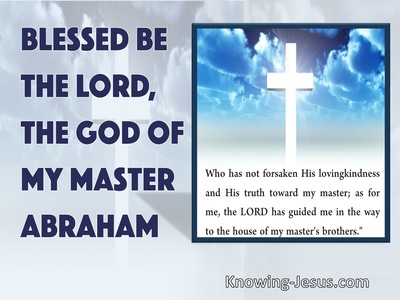 BLESSED BE
THE LORD,
THE GOD OF
MY MASTER
ABRAHAM
Who has not forsaken His lovingkindness
and His truth toward my master; as for
me, the LORD has guided me in the way
to the house of my master's brothers."
Knowing-Jesus.com